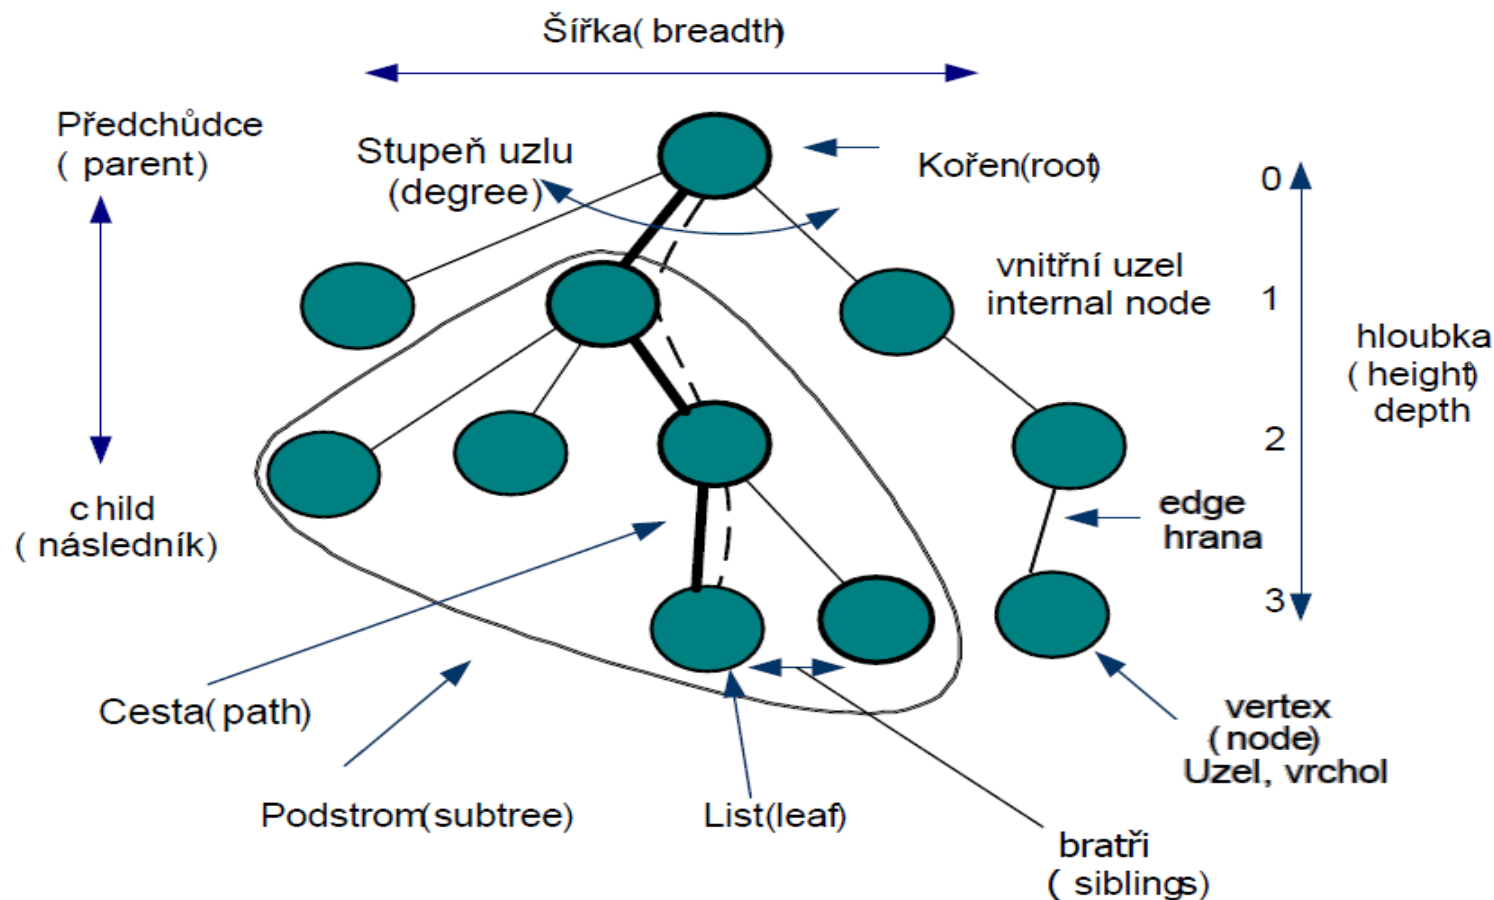 Šířka( breadth)
Předchůdce
( parent)
Stupeň uzlu
(degree)
Kořen(root)
0
vnitřní uzel
internal node
1
hloubka
( height)
depth
2
child
( následník)
edge
hrana
3
Cesta( path)
vertex
(node)
Uzel, vrchol
Podstrom(subtree)
List(leaf)
bratři
( siblings)